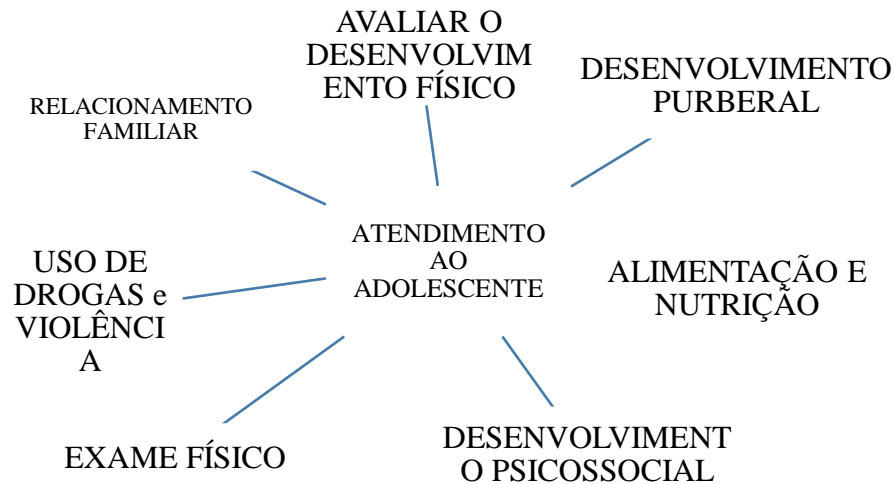 AVALIAR O
DESENVOLVIM
ENTO FÍSICO
DESENVOLVIMENTO
PURBERAL
RELACIONAMENTO
FAMILIAR
ATENDIMENTO
AO
ADOLESCENTE
USO DE
DROGAS e
VIOLÊNCI
A
ALIMENTAÇÃO E
NUTRIÇÃO
EXAME FÍSICO
DESENVOLVIMENT
O PSICOSSOCIAL